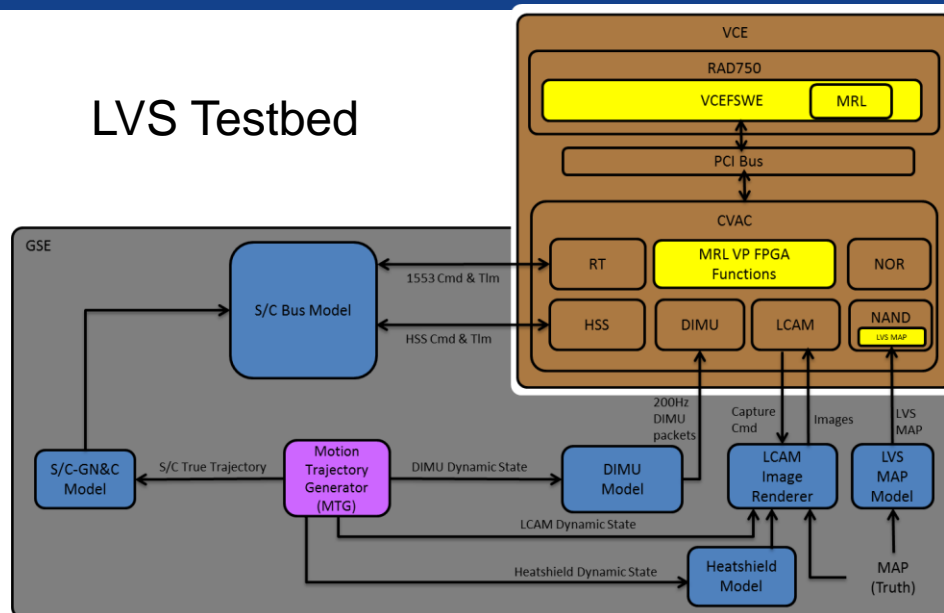 LVS Testbed
VCE
RAD750
VCEFSWE
MRL
PCI Bus
CVAC
RT
MRL VP FPGA
Functions
NOR
HSS
DIMU
LCAM
NAND
LVS MAP
GSE
S/C Bus Model
1553 Cmd & Tlm
HSS Cmd & Tlm
200Hz
DIMU
packets
Capture
Cmd
Images
LVS
MAP
S/C-GN&C
Model
S/C True Trajectory
Motion
Trajectory
Generator
(MTG)
DIMU Dynamic State
DIMU
Model
LCAM
Image
Renderer
LVS
MAP
Model
LCAM Dynamic State
Heatshield Dynamic State
Heatshield
Model
MAP
(Truth)